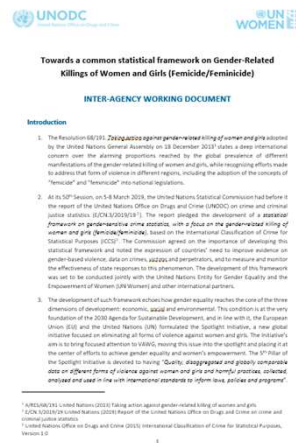 UNODC
United Nations Office on Drugs and Crime
UN
WOMEN
Towards a common statistical framework on Gender-Related
Killings of Women and Girls (Femicide/Feminicide)
INTER-AGENCY WORKING DOCUMENT
Introduction
1. The Resolution 68/191 Taking action against gender-related killing of women and girls adopted
by the United Nations General Assembly on 18 December 2013¹ states a deep international
concern over the alarming proportions reached by the global prevalence of different
manifestations of the gender-related killing of women and girls, while recognising efforts made
to address that form of violence in different regions, including the adoption of the concepts of
"femicide" and "feminicide" into national legislations.
2. At its 50th Session, on 5-8 March 2019, the United Nations Statistical Commission had before it
the report of the United Nations Office on Drugs and Crime (UNODC) on crime and criminal
justice statistics (E/CN.3/2019/19²). The report pledged the development of a statistical
framework on gender-sensitive crime statistics, with a focus on the gender-related killing of
women and girls (femicide/feminicide), based on the International Classification of Crime for
Statistical Purposes (ICCS)³. The Commission agreed on the importance of developing this
statistical framework and noted the expression of countries' need to improve evidence on
gender-based violence, data on crimes, victims and perpetrators, and to measure and monitor
the effectiveness of state responses to this phenomenon. The development of this framework
was set to be conducted jointly with the United Nations Entity for Gender Equality and the
Empowerment of Women (UN Women) and other international partners.
3. The development of such framework echoes how gender equality reaches the core of the three
dimensions of development: economic, social and environmental. This condition is at the very
foundation of the 2030 Agenda for Sustainable Development, and in line with it, the European
Union (EU) and the United Nations (UN) formulated the Spotlight Initiative, a new global
initiative focused on eliminating all forms of violence against women and girls. The Initiative's
aim is to bring focused attention to VAWG, moving this issue into the spotlight and placing it at
the center of efforts to achieve gender equality and women's empowerment. The 5th Pillar of
the Spotlight Initiative is devoted to having "Quality, disaggregated and globally comparable
data on different forms of violence against women and girls and harmful practices, collected,
analysed and used in line with international standards to inform laws, policies and programs".
¹ A/RES/68/191 United Nations (2013) Taking action against gender-related killing of women and girls
² E/CN.3/2019/19 United Nations (2019) Report of the United Nations Office on Drugs and Crime on crime and
criminal justice statistics
³ United Nations Office on Drugs and Crime (2015) International Classification of Crime for Statistical Purposes,
Version 1.0
1